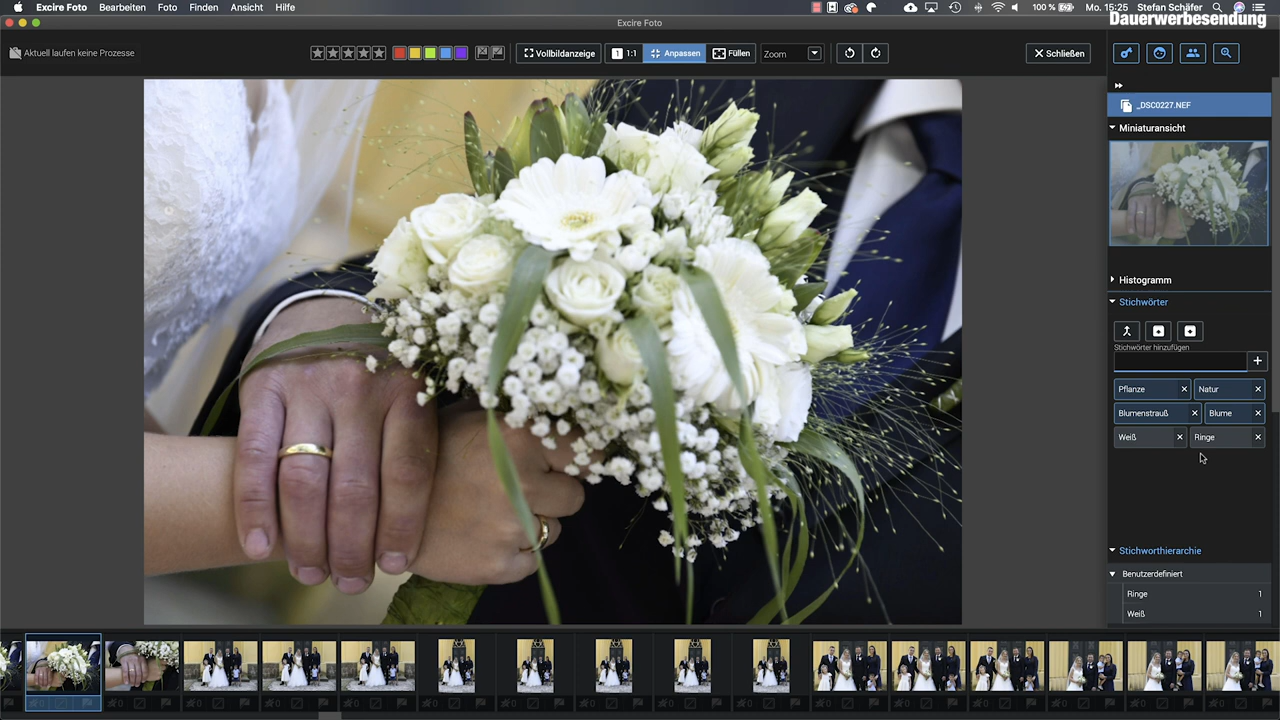 Excire Foto Bearbeiten Foto Finden Ansicht Hilfe 100 % Mo. 15:25 Stefan Schäfer
Dauerwerbesendung
Excire Foto
Aktuell laufen keine Prozesse
Vollbildanzeige 1 1:1 Anpassen Füllen Zoom Schließen
_DSC0227.NEF
Miniaturansicht
Histogramm
Stichwörter
Stichwörter hinzufügen
Pflanze Natur
Blumenstrauß Blume
Weiß Ringe
Stichworthierarchie
Benutzerdefiniert
Ringe 1
Weiß 1